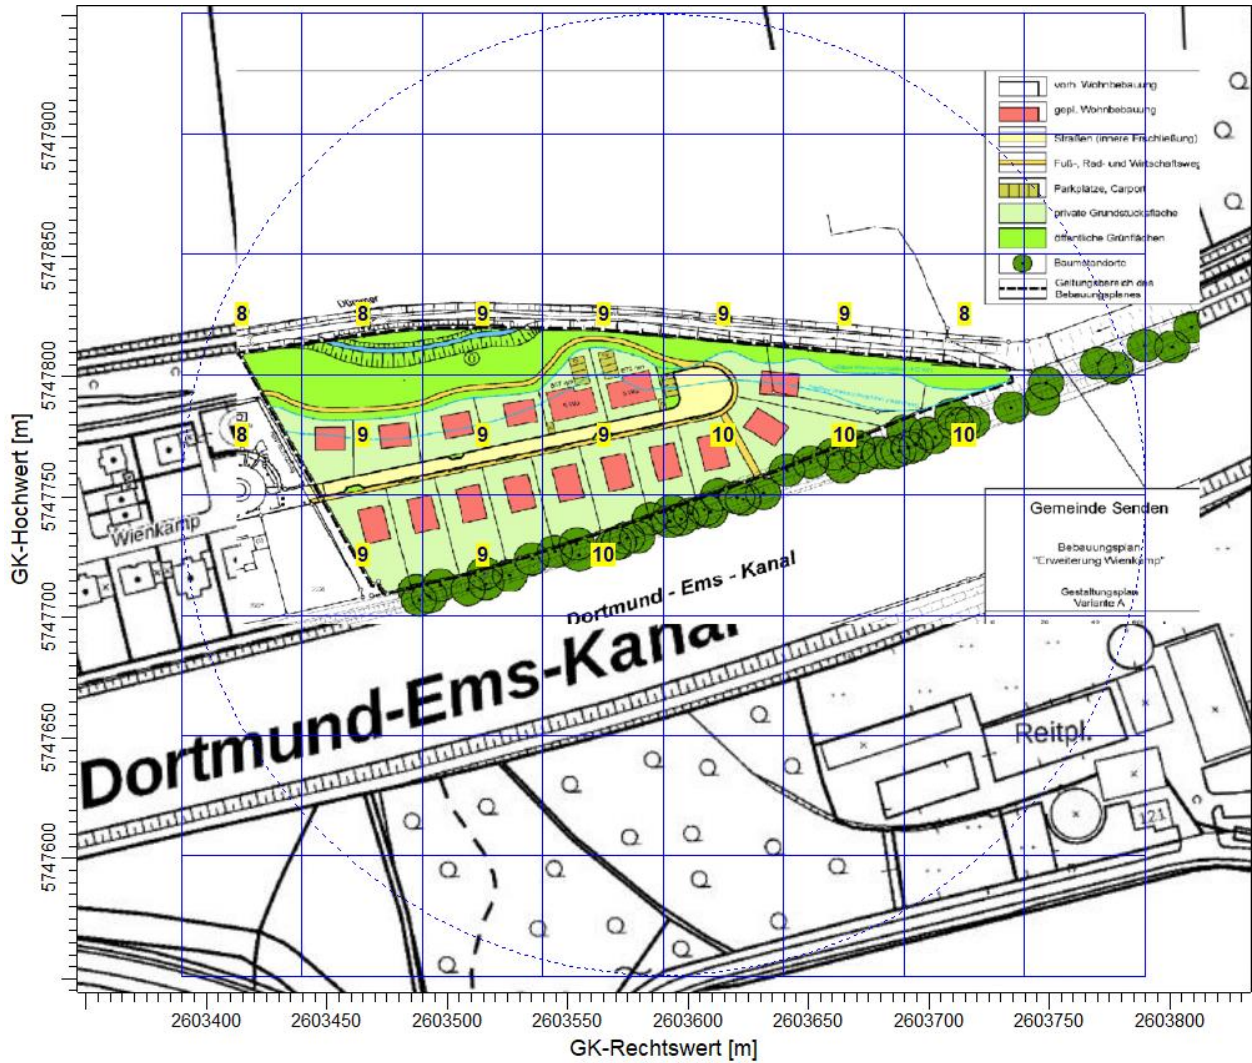 vorh. Wohnbebauung
gepl. Wohnbebauung
Straßen (innere Erschließung)
Fuß-, Rad- und Wirtschaftsweg
Parkplätze, Carport
private Grundstücksfläche
öffentliche Grünflächen
Baumstandorte
Geltungsbereich des
Bebauungsplanes
5747900
5747850
5747800
5747750
5747700
5747650
5747600
GK-Hochwert [m]
Dümmer
8 8 9 9 9 9 8
8 9 9 9 10 10 10
9 9 10
Wienkamp
Dortmund - Ems - Kanal
Dortmund-Ems-Kanal
Gemeinde Senden
Bebauungsplan
"Erweiterung Wienkamp"
Gestaltungsplan
Variante A
Reitpl.
121
2603400 2603450 2603500 2603550 2603600 2603650 2603700 2603750 2603800
GK-Rechtswert [m]